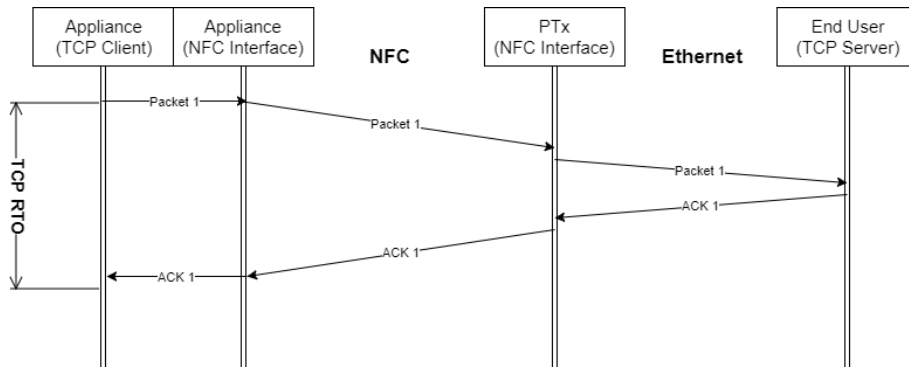 Appliance
(TCP Client)
Appliance
(NFC Interface)
NFC
PTx
(NFC Interface)
Ethernet
End User
(TCP Server)
Packet 1
Packet 1
Packet 1
TCP RTO
ACK 1
ACK 1
ACK 1